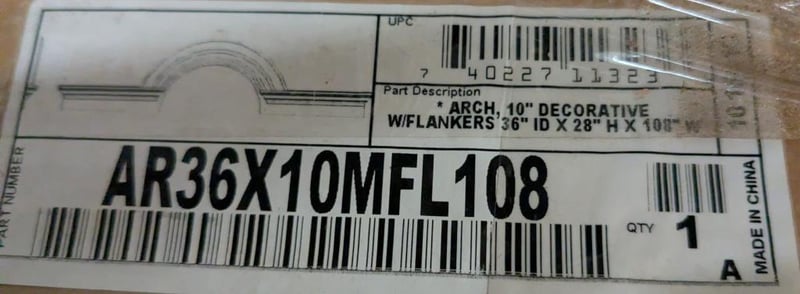 UPC
7 40227 11323
Part Description
* ARCH, 10" DECORATIVE
W/FLANKERS 36" ID X 28" H X 108" W
PART NUMBER
AR36X10MFL108
QTY 1
A
MADE IN CHINA